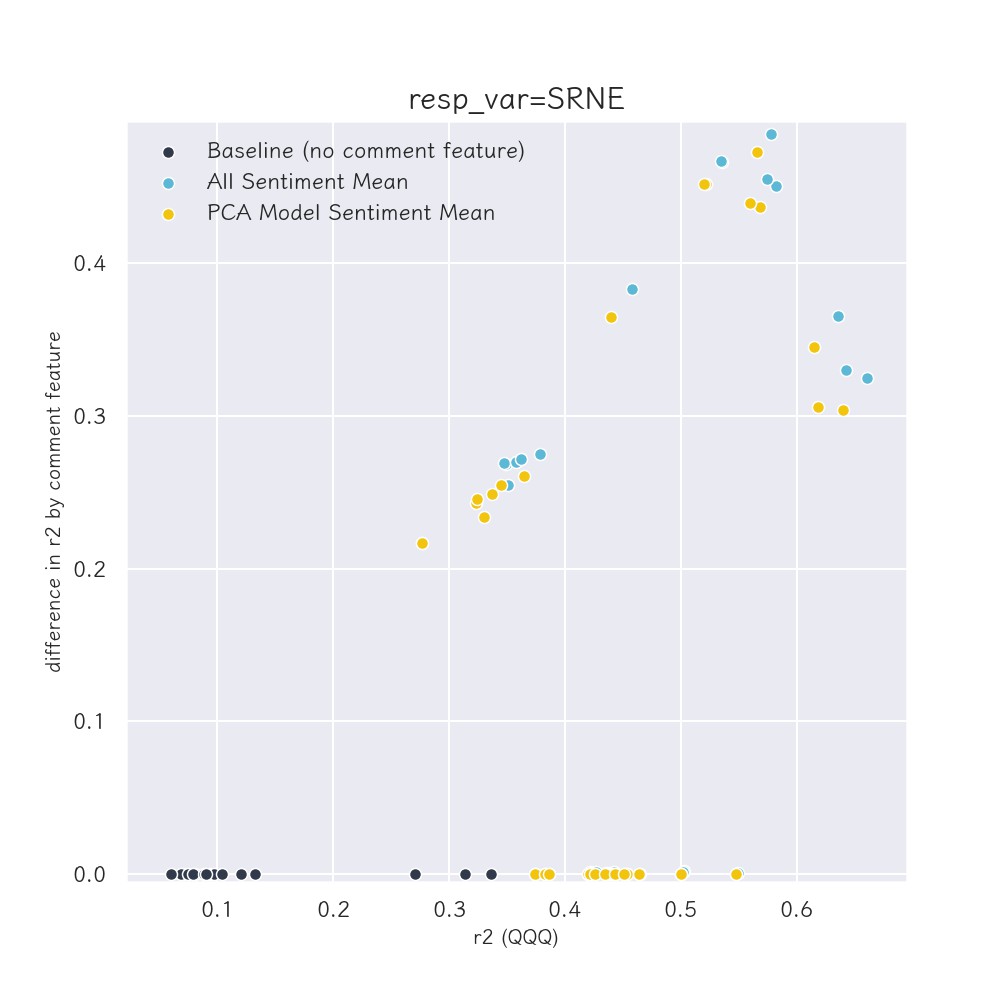 resp_var=SRNE
Baseline (no comment feature)
All Sentiment Mean
PCA Model Sentiment Mean
difference in r2 by comment feature
0.4
0.3
0.2
0.1
0.0
0.1 0.2 0.3 0.4 0.5 0.6
r2 (QQQ)